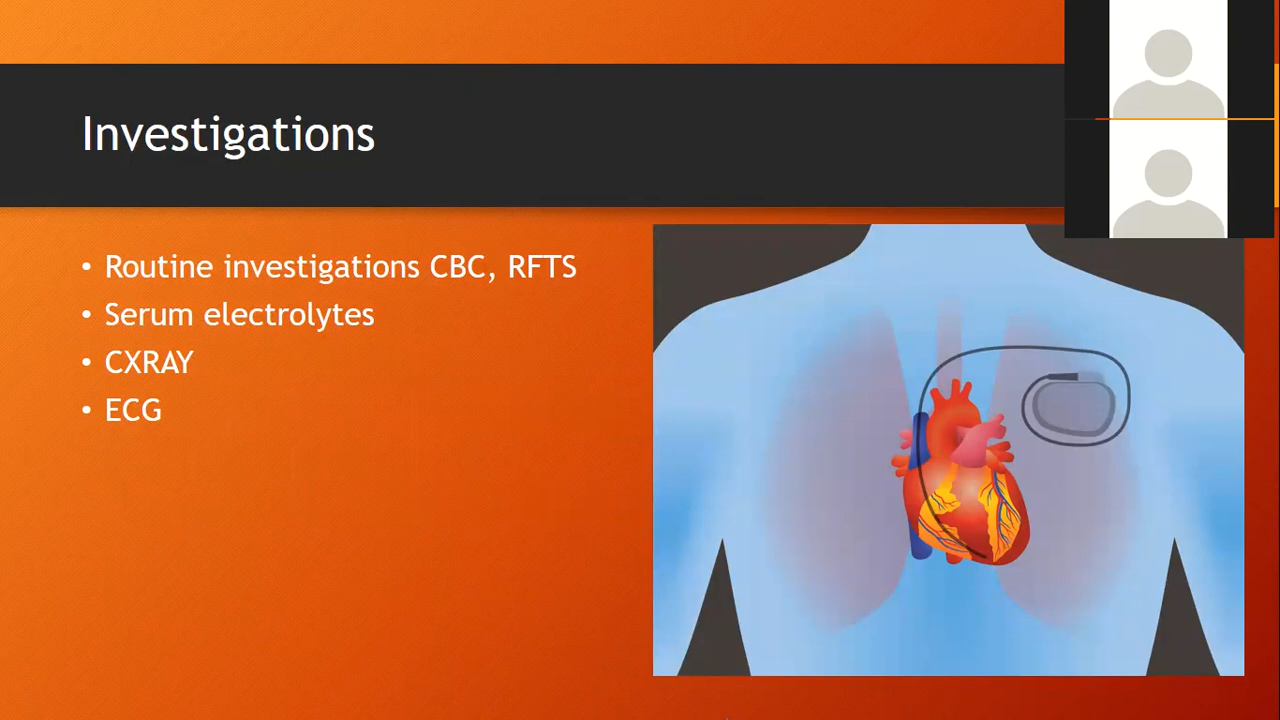 Investigations
• Routine investigations CBC, RFTS
• Serum electrolytes
• CXRAY
• ECG